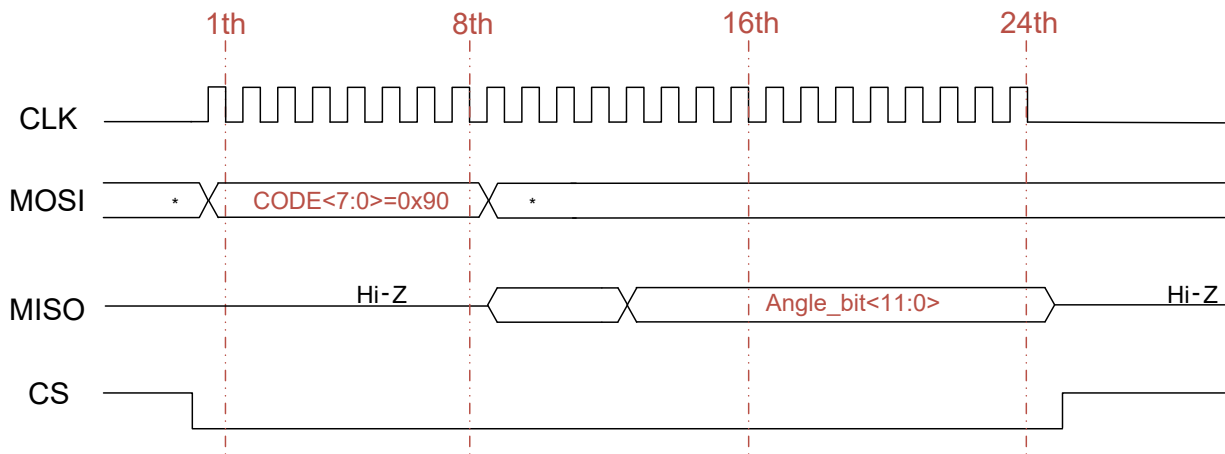 1th 8th 16th 24th
CLK
MOSI * CODE<7:0>=0x90 *
MISO Hi-Z Angle_bit<11:0> Hi-Z
CS